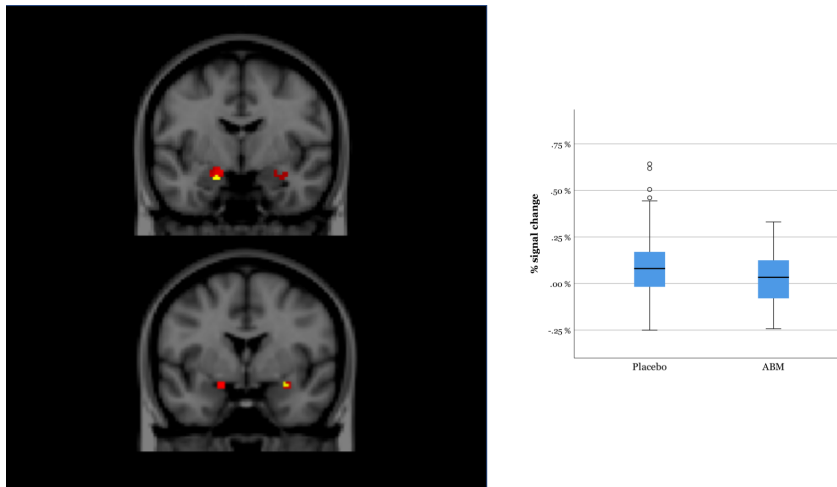 .75 %
.50 %
.25 %
.00 %
-.25 %
% signal change
Placebo
ABM